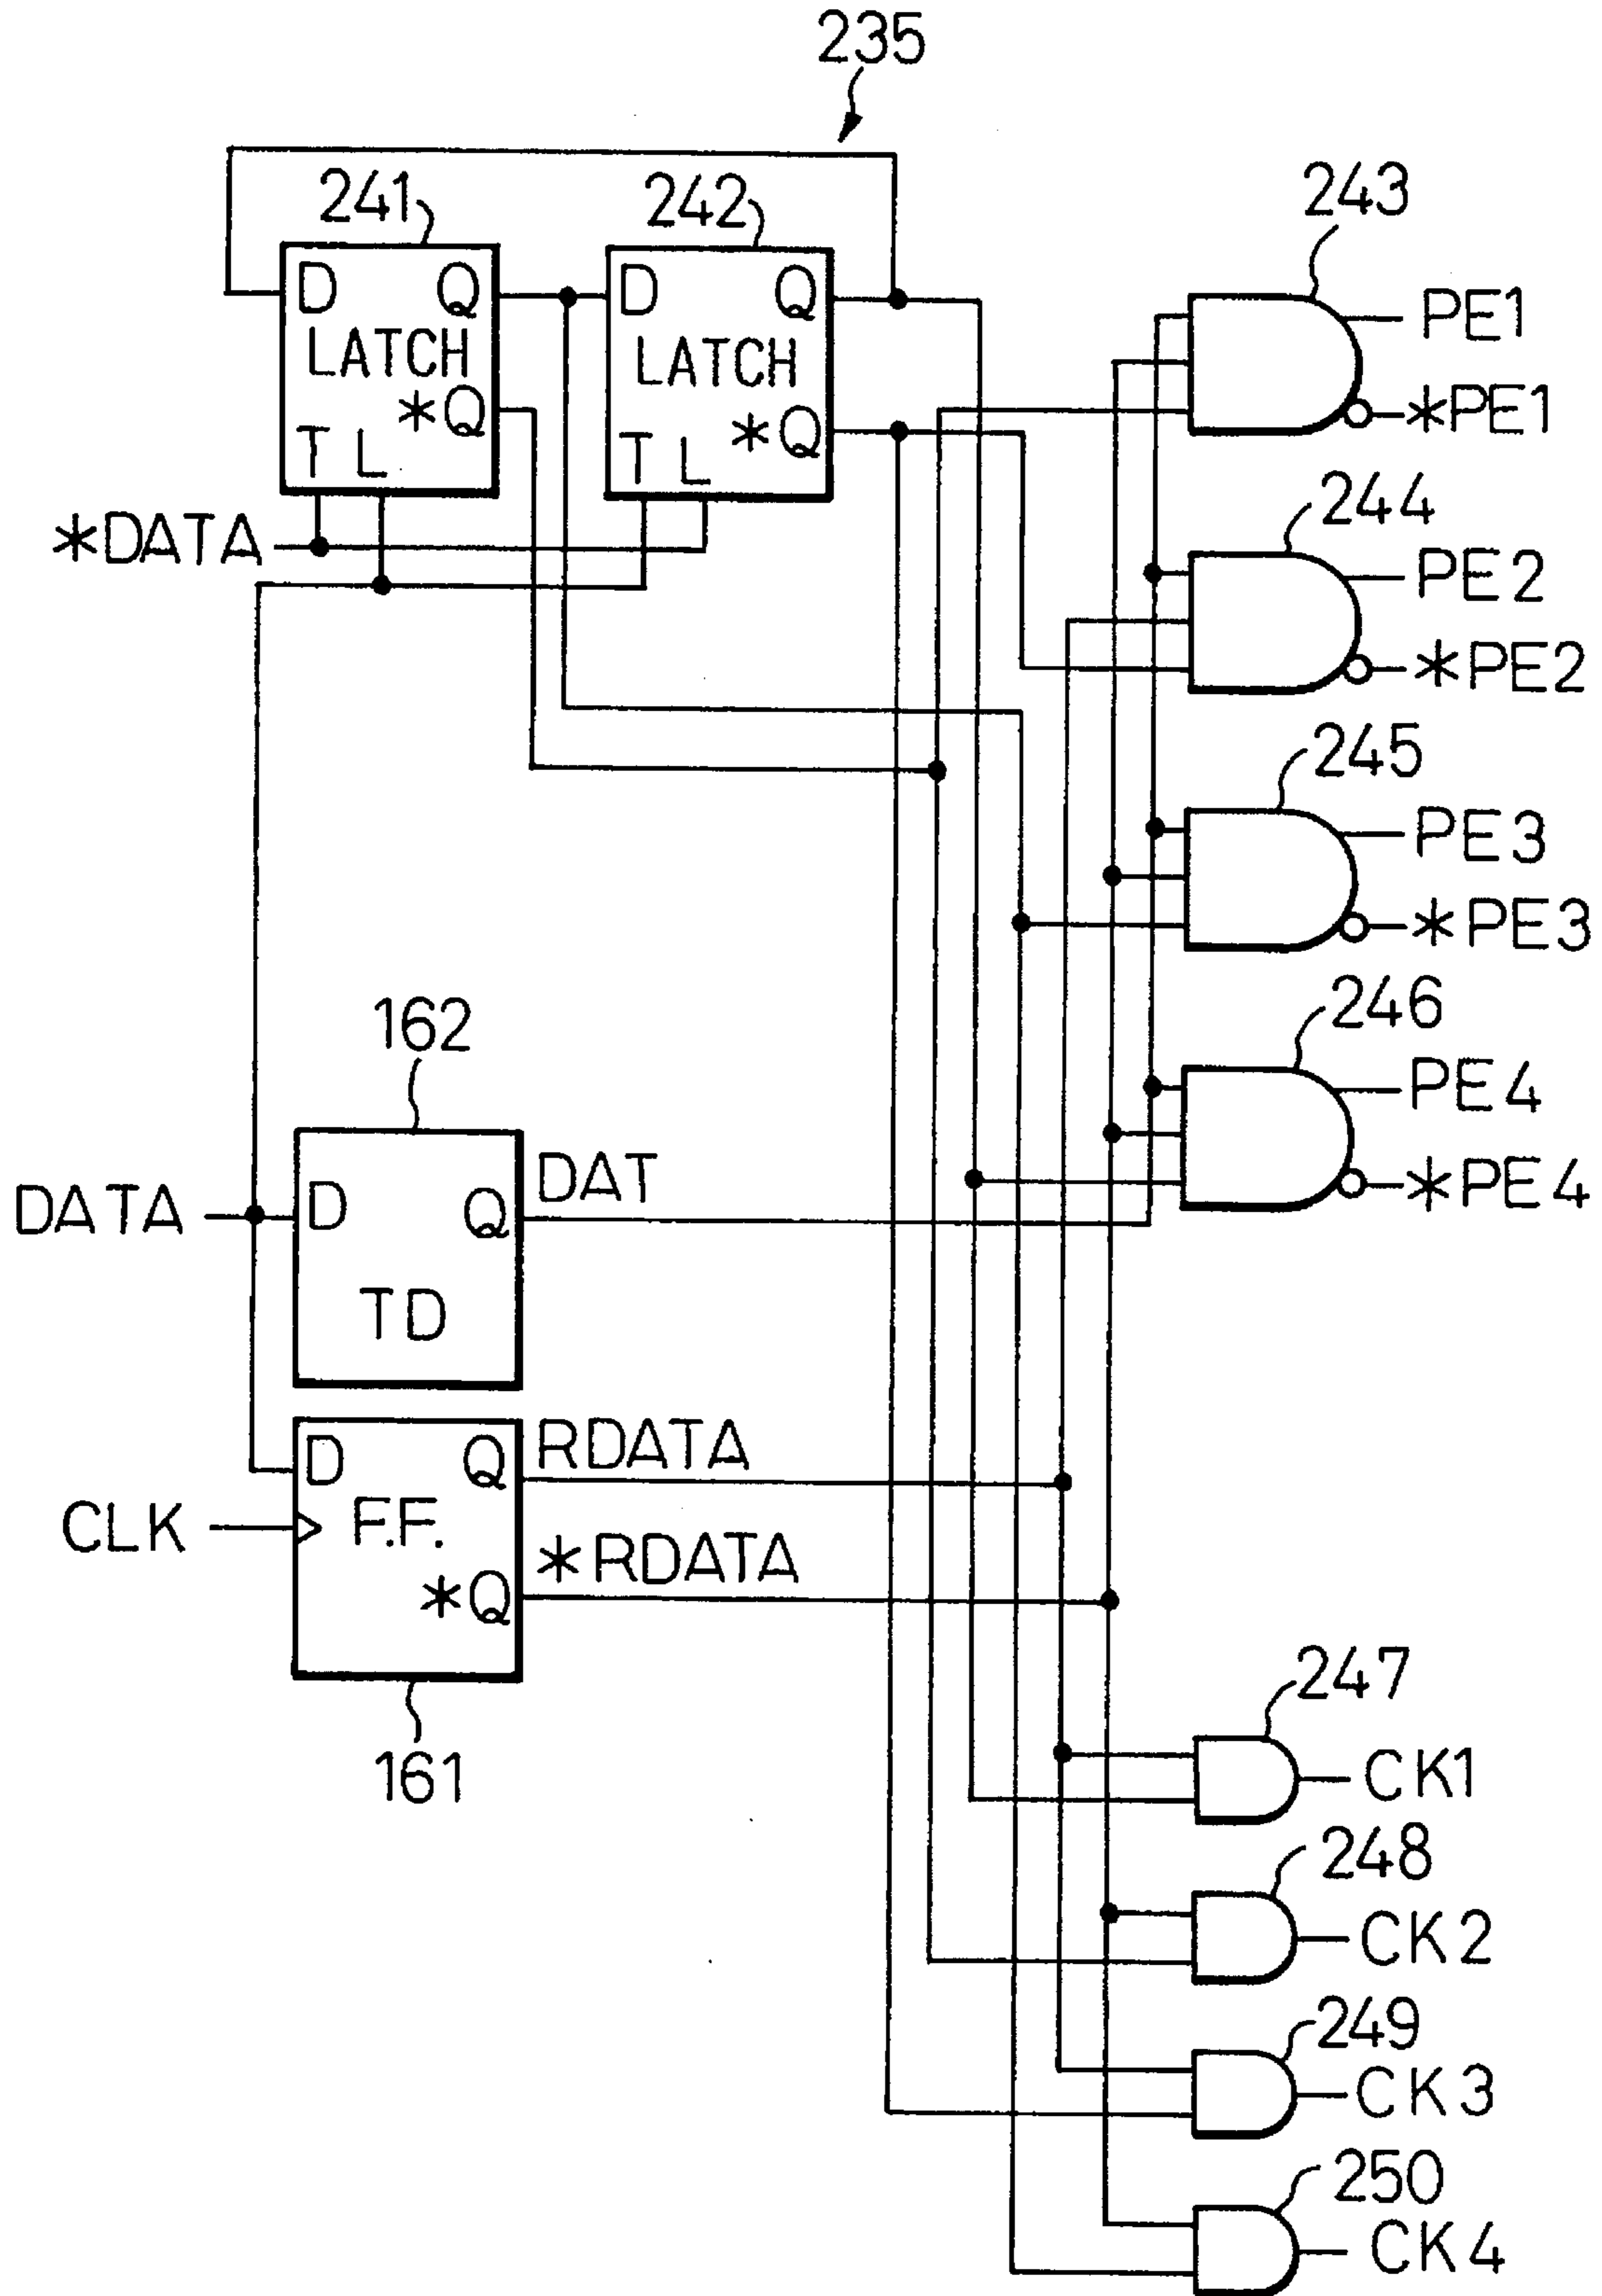 235
241
242
243
D Q
LATCH
*Q
T L
D Q
LATCH
*Q
T L
PE1
*PE1
*DATA
244
PE2
*PE2
245
PE3
*PE3
246
PE4
*PE4
162
DATA
D Q
TD
DAT
D Q
F.F.
*Q
RDATA
*RDATA
CLK
161
247
CK1
248
CK2
249
CK3
250
CK4